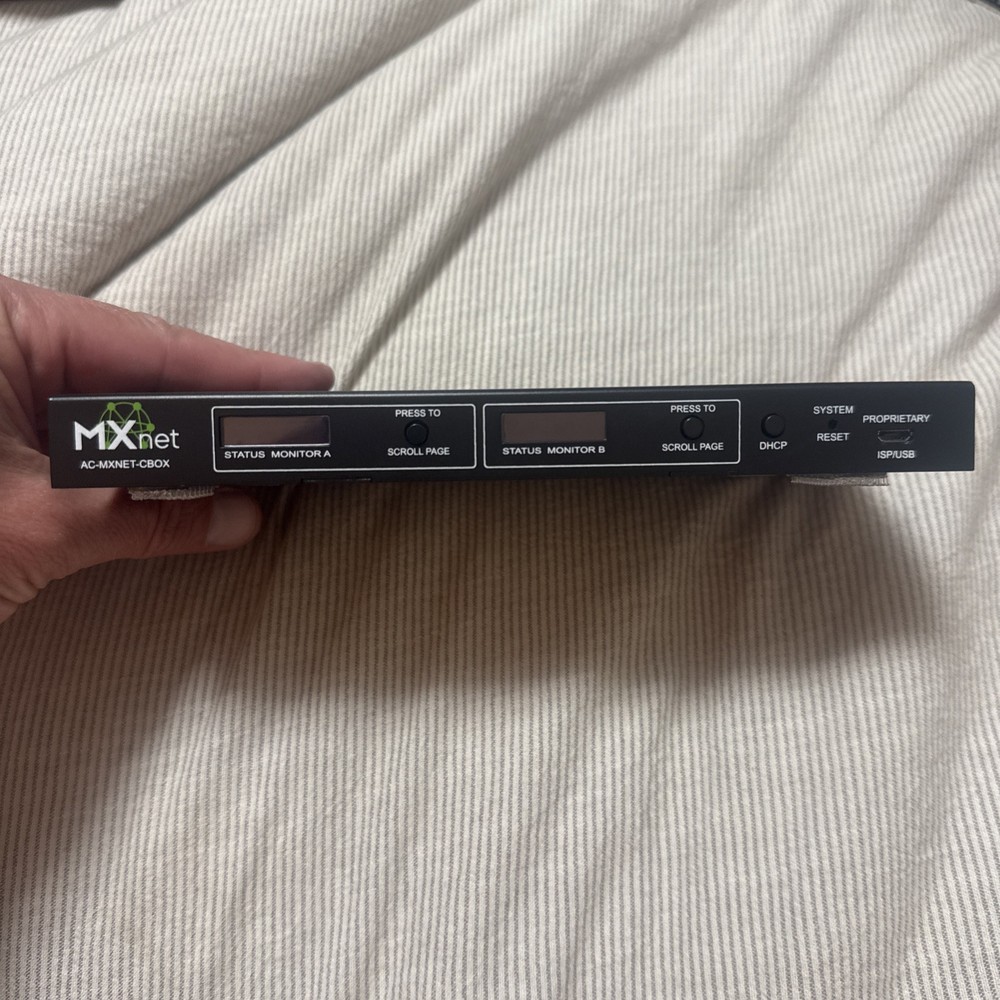 MXnet
AC-MXNET-CBOX
STATUS MONITOR A
PRESS TO
SCROLL PAGE
STATUS MONITOR B
PRESS TO
SCROLL PAGE
DHCP
SYSTEM
RESET
PROPRIETARY
ISP/USB